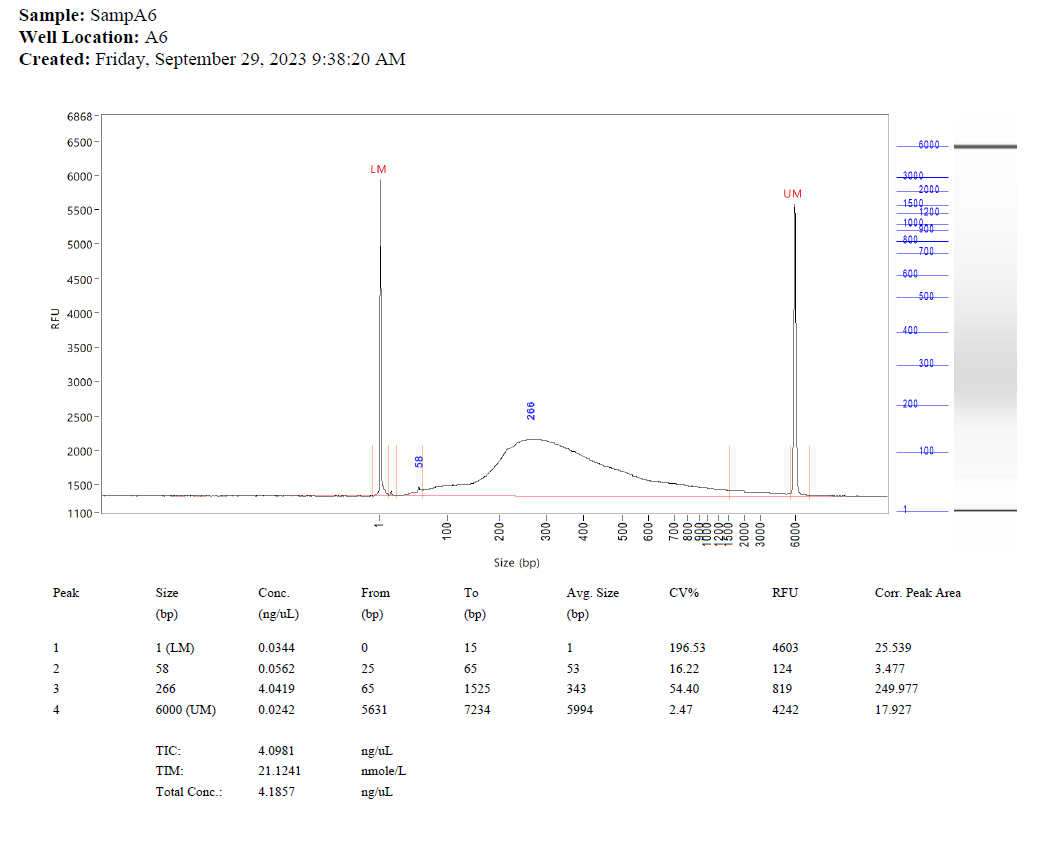 Sample: SampA6
Well Location: A6
Created: Friday, September 29, 2023 9:38:20 AM
6868
6500
6000
5500
5000
4500
4000
3500
3000
2500
2000
1500
1100
RFU
LM
58
266
UM
1
100
200
300
400
500
600
700
800
900
1000
1200
1500
2000
3000
6000
Size (bp)
6000
3000
2000
1500
1200
1000
900
800
700
600
500
400
300
200
100
1
Peak Size Conc. From To Avg. Size CV% RFU Corr. Peak Area
(bp) (ng/uL) (bp) (bp) (bp)
1 1 (LM) 0.0344 0 15 1 196.53 4603 25.539
2 58 0.0562 25 65 53 16.22 124 3.477
3 266 4.0419 65 1525 343 54.40 819 249.977
4 6000 (UM) 0.0242 5631 7234 5994 2.47 4242 17.927
TIC: 4.0981 ng/uL
TIM: 21.1241 nmole/L
Total Conc.: 4.1857 ng/uL